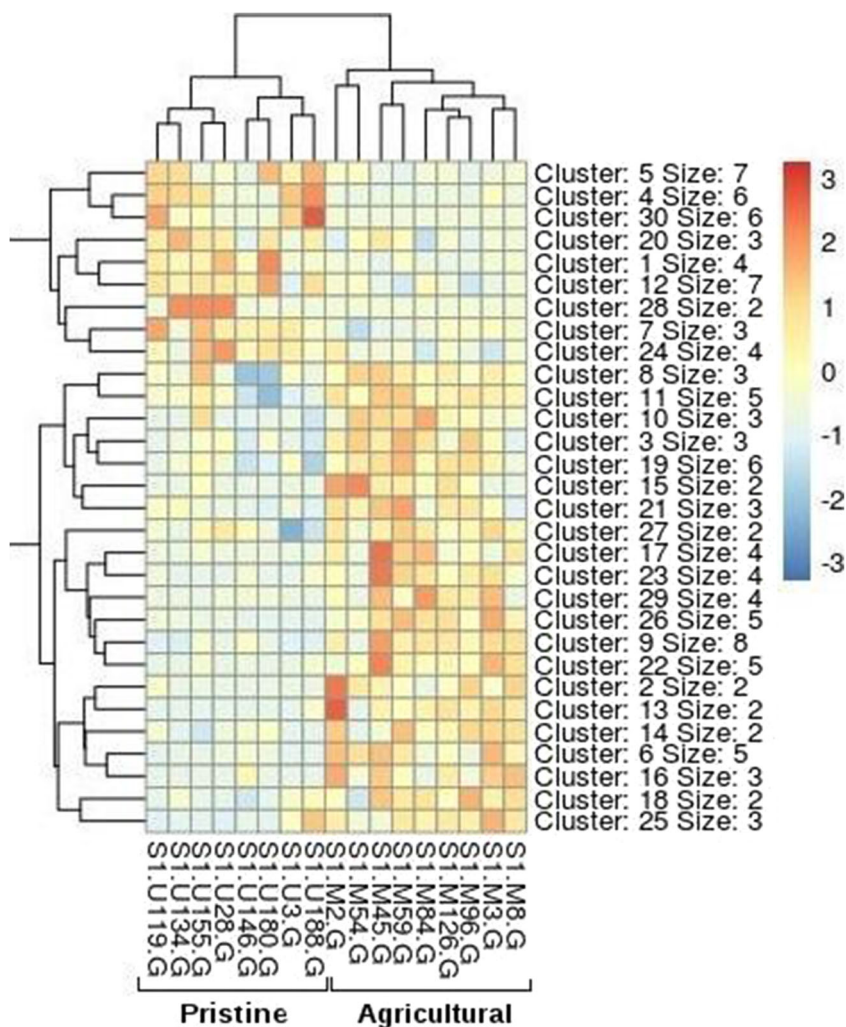 Cluster: 5 Size: 7
Cluster: 4 Size: 6
Cluster: 30 Size: 6
Cluster: 20 Size: 3
Cluster: 1 Size: 4
Cluster: 12 Size: 7
Cluster: 28 Size: 2
Cluster: 7 Size: 3
Cluster: 24 Size: 4
Cluster: 8 Size: 3
Cluster: 11 Size: 5
Cluster: 10 Size: 3
Cluster: 3 Size: 3
Cluster: 19 Size: 6
Cluster: 15 Size: 2
Cluster: 21 Size: 3
Cluster: 27 Size: 2
Cluster: 17 Size: 4
Cluster: 23 Size: 4
Cluster: 29 Size: 4
Cluster: 26 Size: 5
Cluster: 9 Size: 8
Cluster: 22 Size: 5
Cluster: 2 Size: 2
Cluster: 13 Size: 2
Cluster: 14 Size: 2
Cluster: 6 Size: 5
Cluster: 16 Size: 3
Cluster: 18 Size: 2
Cluster: 25 Size: 3
3
2
1
0
-1
-2
-3
S1.U119.G
S1.U134.G
S1.U155.G
S1.U28.G
S1.U146.G
S1.U180.G
S1.U3.G
S1.U188.G
S1.M2.G
S1.M54.G
S1.M45.G
S1.M59.G
S1.M84.G
S1.M126.G
S1.M96.G
S1.M3.G
S1.M8.G
Pristine
Agricultural